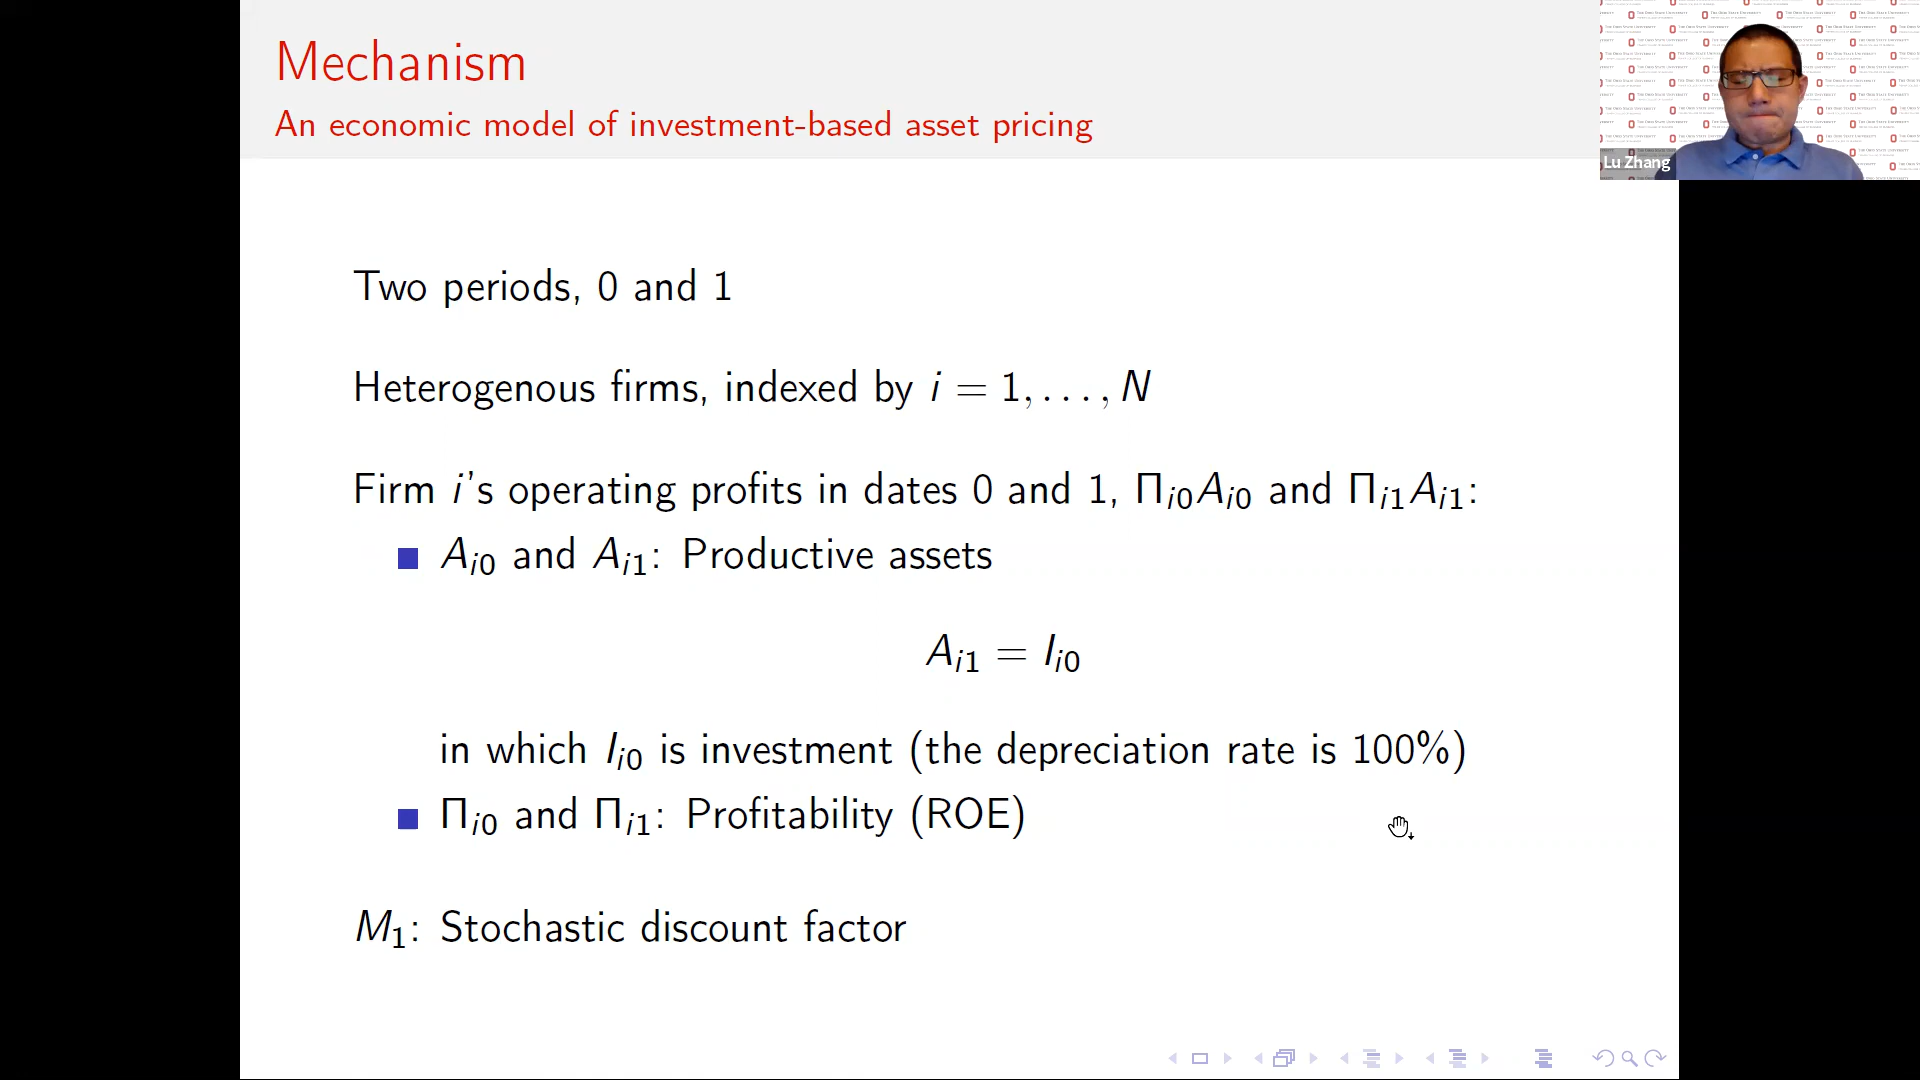 Mechanism
An economic model of investment-based asset pricing
Lu Zhang
Two periods, 0 and 1
Heterogenous firms, indexed by i = 1, . . . , N
Firm i's operating profits in dates 0 and 1, Πi0Ai0 and Πi1Ai1:
Ai0 and Ai1: Productive assets
Ai1 = Ii0
in which Ii0 is investment (the depreciation rate is 100%)
Πi0 and Πi1: Profitability (ROE)
M1: Stochastic discount factor